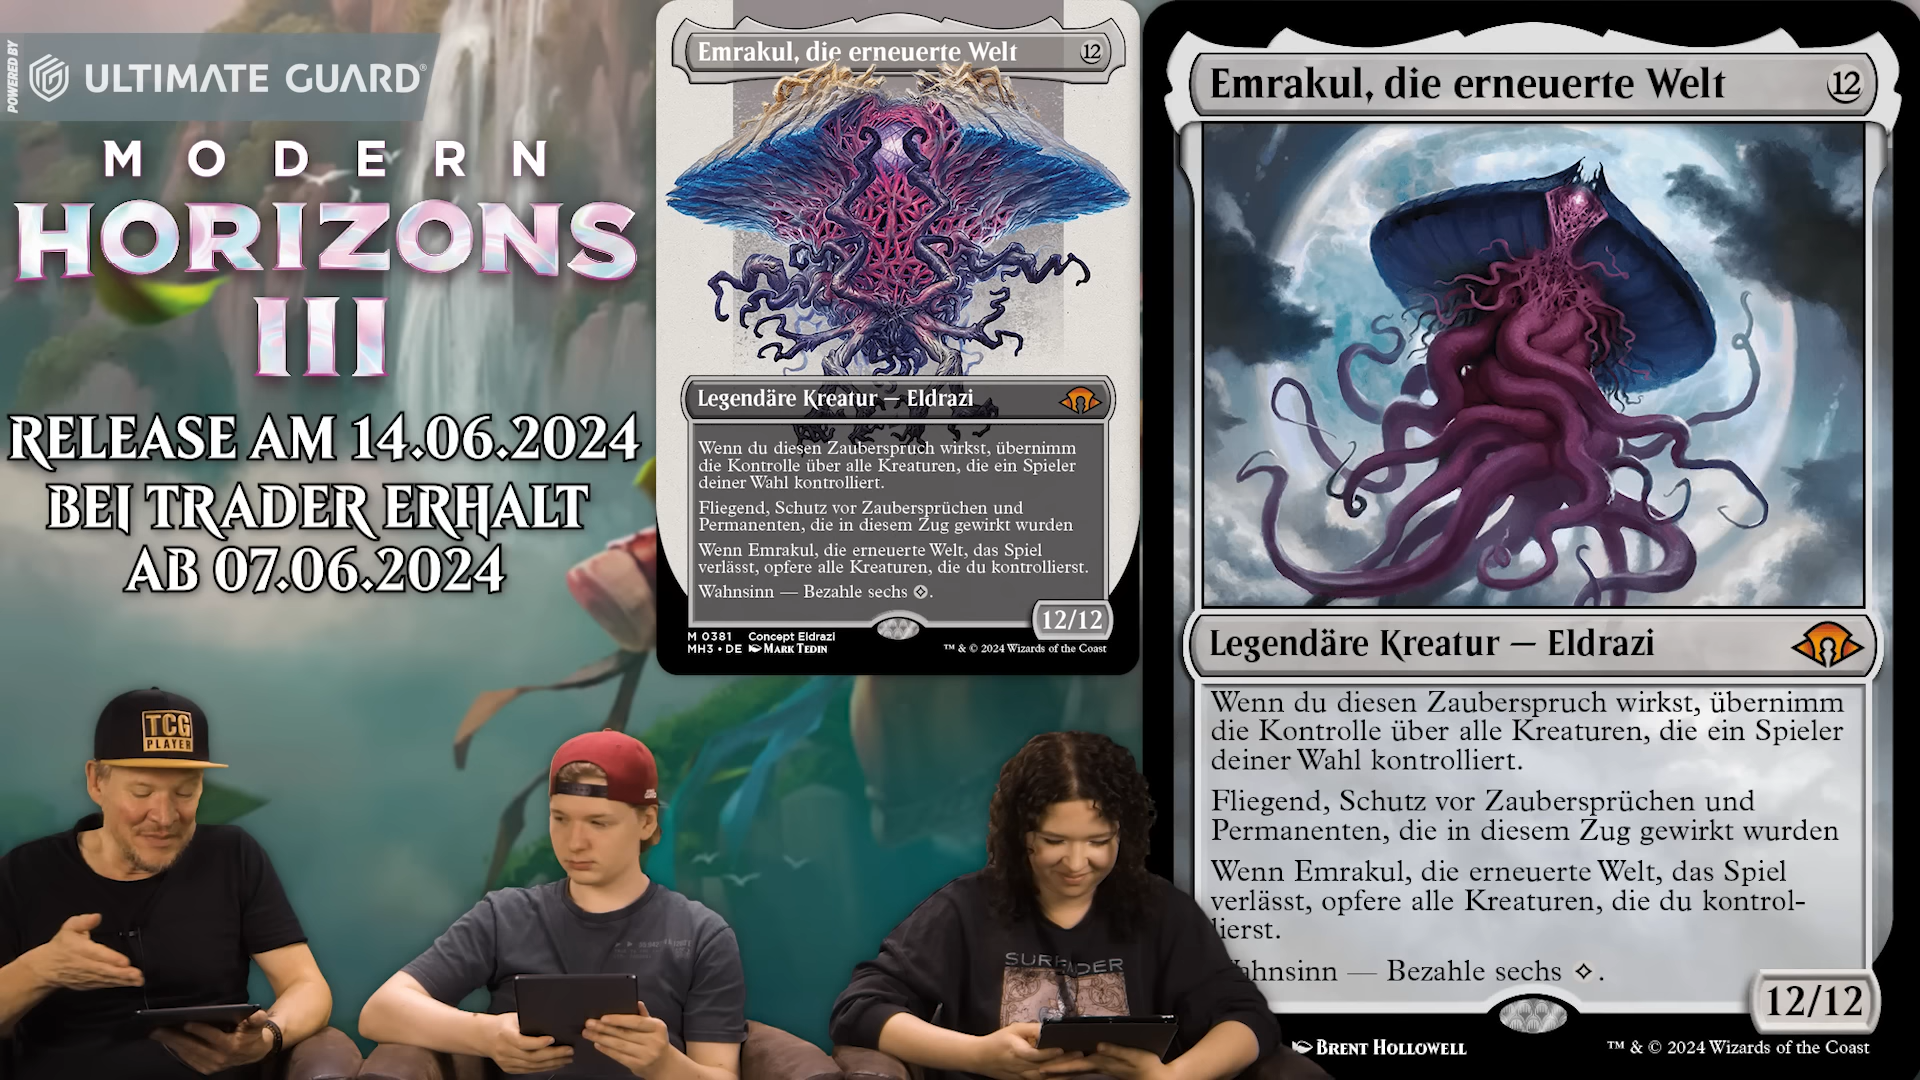 POWERED BY
ULTIMATE GUARD®
MODERN
HORIZONS
III
RELEASE AM 14.06.2024
BEI TRADER ERHALT
AB 07.06.2024
Emrakul, die erneuerte Welt 12
Legendäre Kreatur — Eldrazi
Wenn du diesen Zauberspruch wirkst, übernimm
die Kontrolle über alle Kreaturen, die ein Spieler
deiner Wahl kontrolliert.
Fliegend, Schutz vor Zaubersprüchen und
Permanenten, die in diesem Zug gewirkt wurden
Wenn Emrakul, die erneuerte Welt, das Spiel
verlässt, opfere alle Kreaturen, die du kontrollierst.
Wahnsinn — Bezahle sechs .
12/12
M 0381 Concept Eldrazi
MH3 • DE MARK TEDIN
™ & © 2024 Wizards of the Coast
Emrakul, die erneuerte Welt 12
Legendäre Kreatur — Eldrazi
Wenn du diesen Zauberspruch wirkst, übernimm
die Kontrolle über alle Kreaturen, die ein Spieler
deiner Wahl kontrolliert.
Fliegend, Schutz vor Zaubersprüchen und
Permanenten, die in diesem Zug gewirkt wurden
Wenn Emrakul, die erneuerte Welt, das Spiel
verlässt, opfere alle Kreaturen, die du kontrol-
lierst.
ahnsinn — Bezahle sechs .
12/12
BRENT HOLLOWELL
™ & © 2024 Wizards of the Coast
TCG
PLAYER